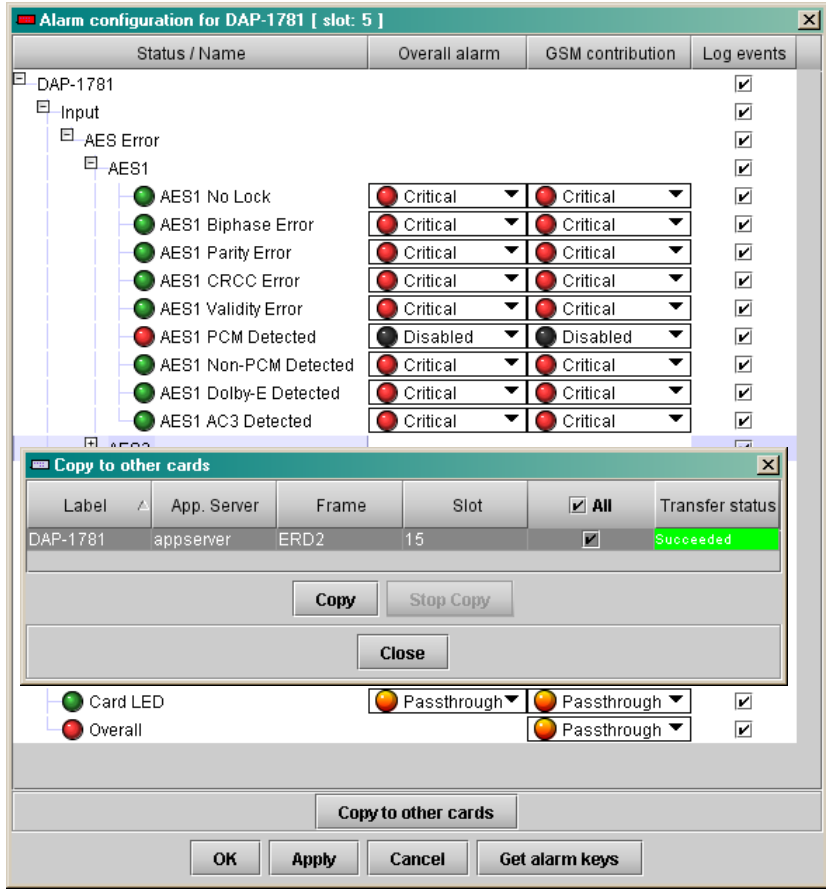 Alarm configuration for DAP-1781 [ slot: 5 ]
Status / Name Overall alarm GSM contribution Log events
DAP-1781
Input
AES Error
AES1
AES1 No Lock Critical Critical
AES1 Biphase Error Critical Critical
AES1 Parity Error Critical Critical
AES1 CRCC Error Critical Critical
AES1 Validity Error Critical Critical
AES1 PCM Detected Disabled Disabled
AES1 Non-PCM Detected Critical Critical
AES1 Dolby-E Detected Critical Critical
AES1 AC3 Detected Critical Critical
Copy to other cards
Label App. Server Frame Slot All Transfer status
DAP-1781 appserver ERD2 15 Succeeded
Copy Stop Copy
Close
Card LED Passthrough Passthrough
Overall Passthrough
Copy to other cards
OK Apply Cancel Get alarm keys